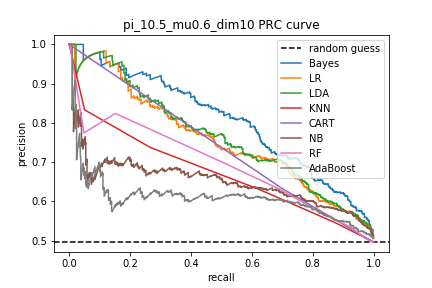 pi_10.5_mu0.6_dim10 PRC curve
precision
1.0
0.9
0.8
0.7
0.6
0.5
random guess
Bayes
LR
LDA
KNN
CART
NB
RF
AdaBoost
0.0 0.2 0.4 0.6 0.8 1.0
recall